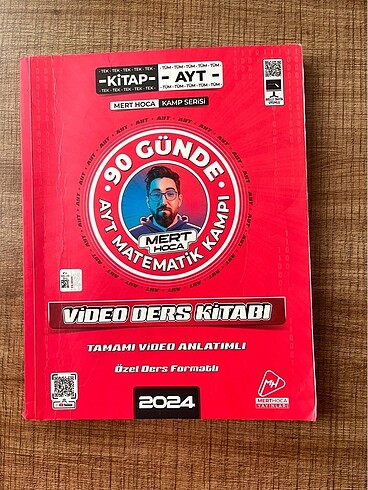 -TEK - TEK - TEK - TEK - TEK-
-TÜM - TÜM - TÜM - TÜM - TÜM-
-KİTAP-
-AYT-
-TEK - TEK - TEK - TEK - TEK-
-TÜM - TÜM - TÜM - TÜM - TÜM-
MERT HOCA KAMP SERİSİ
90 GÜNDE
AYT MATEMATİK KAMPI
MERT
HOCA
VİDEO DERS KİTABI
TAMAMI VİDEO ANLATIMLI
Özel Ders Formatlı
2024
MH
MERTHOCA
YAYINLARI